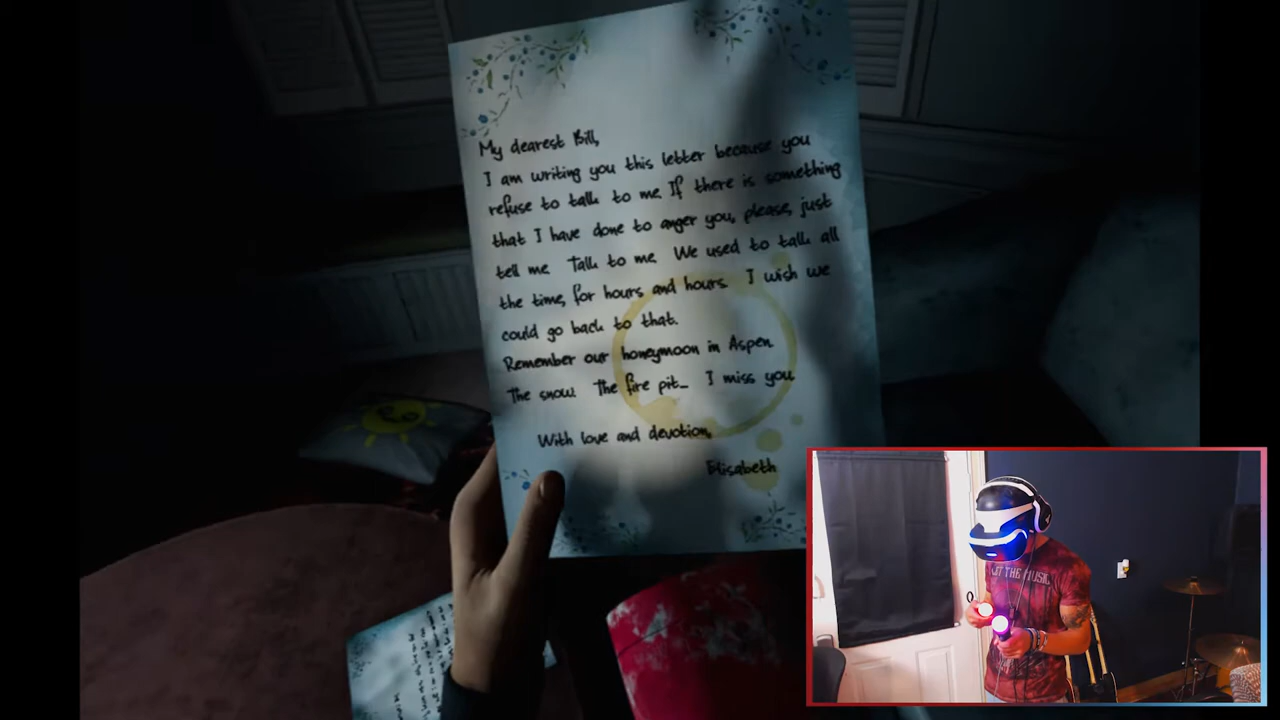 My dearest Bill,
I am writing you this letter because you
refuse to talk to me. If there is something
that I have done to anger you, please, just
tell me. Talk to me. We used to talk all
the time, for hours and hours. I wish we
could go back to that.
Remember our honeymoon in Aspen.
The snow. The fire pit... I miss you.
With love and devotion,
Elisabeth
THE MUSIC